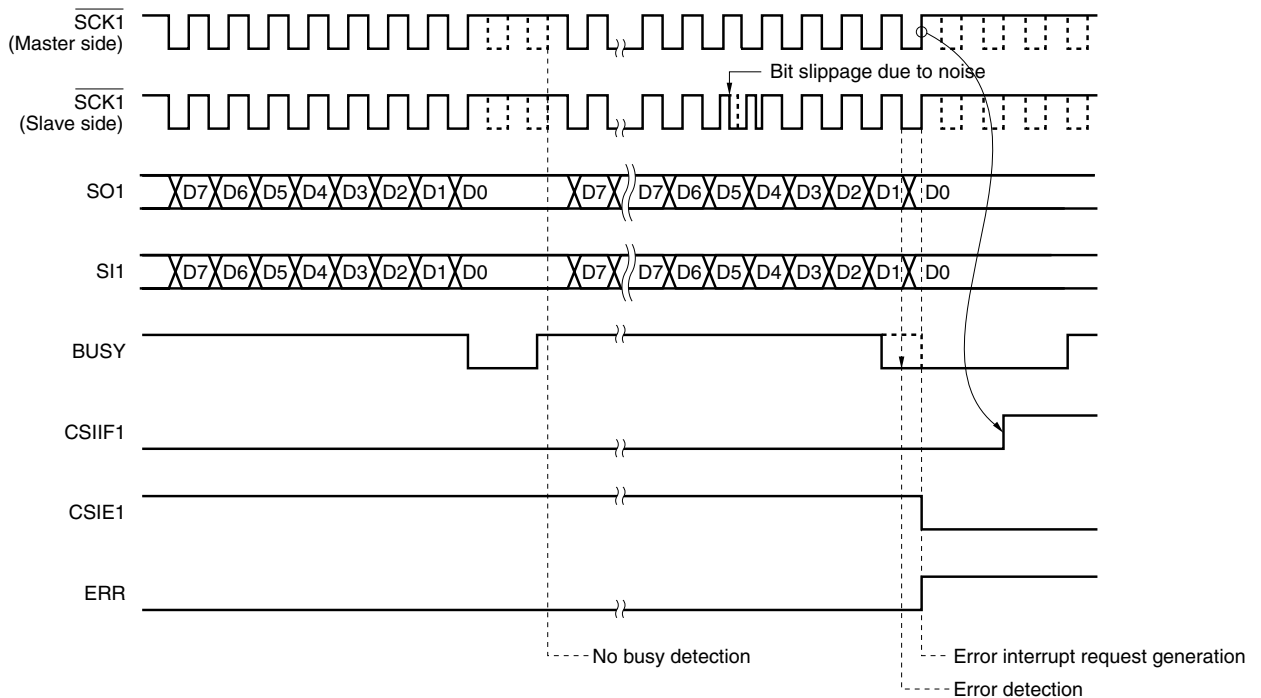 SCK1
(Master side)
Bit slippage due to noise
SCK1
(Slave side)
SO1 D7 D6 D5 D4 D3 D2 D1 D0 D7 D7 D6 D5 D4 D3 D2 D1 D0
SI1 D7 D6 D5 D4 D3 D2 D1 D0 D7 D7 D6 D5 D4 D3 D2 D1 D0
BUSY
CSIIF1
CSIE1
ERR
No busy detection
Error interrupt request generation
Error detection